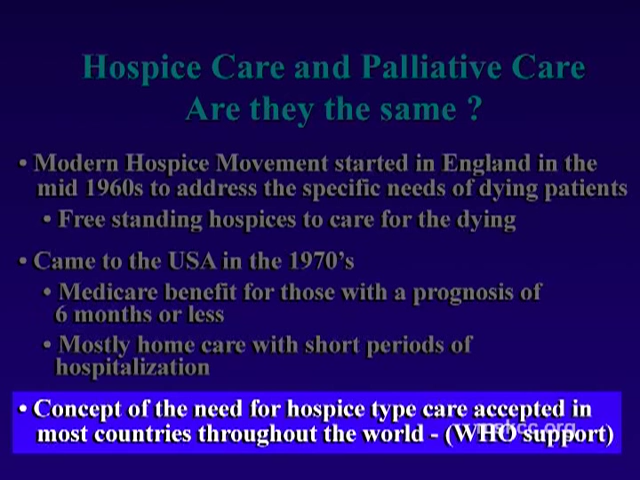 Hospice Care and Palliative Care
Are they the same ?
• Modern Hospice Movement started in England in the
mid 1960s to address the specific needs of dying patients
• Free standing hospices to care for the dying
• Came to the USA in the 1970's
• Medicare benefit for those with a prognosis of
6 months or less
• Mostly home care with short periods of
hospitalization
• Concept of the need for hospice type care accepted in
most countries throughout the world - (WHO support)